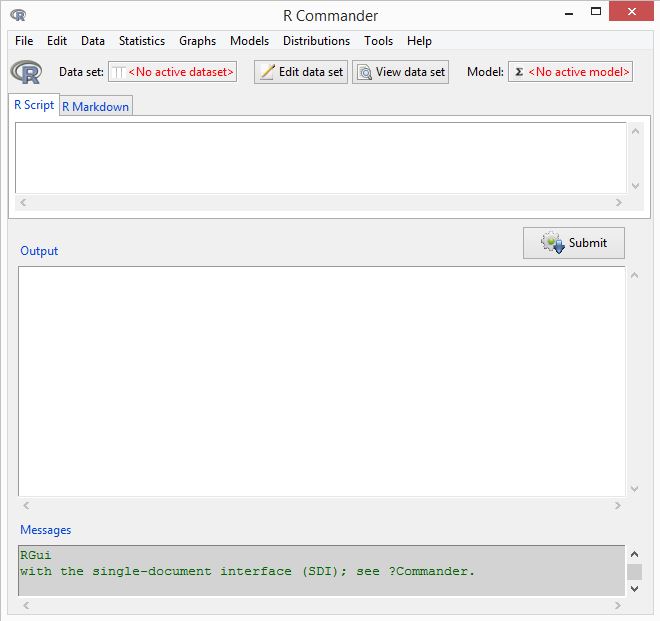 R Commander
File Edit Data Statistics Graphs Models Distributions Tools Help
R Data set: <No active dataset> Edit data set View data set Model: Σ <No active model>
R Script R Markdown
Submit
Output
Messages
RGui
with the single-document interface (SDI); see ?Commander.